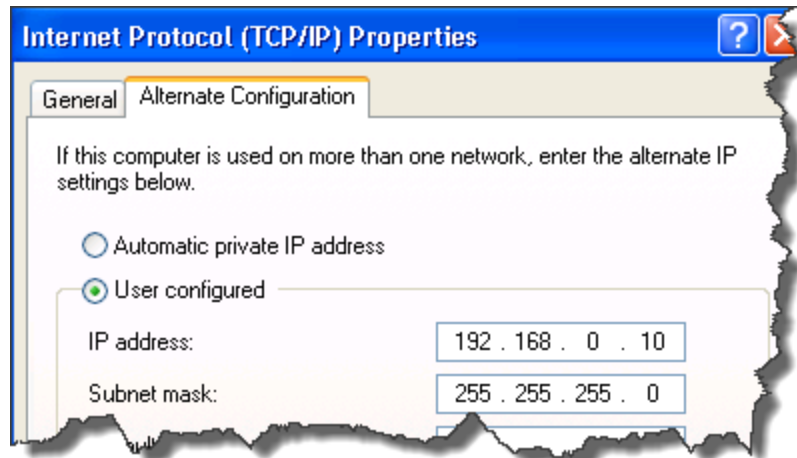 Internet Protocol (TCP/IP) Properties
General
Alternate Configuration
If this computer is used on more than one network, enter the alternate IP
settings below.
Automatic private IP address
User configured
IP address: 192 . 168 . 0 . 10
Subnet mask: 255 . 255 . 255 . 0